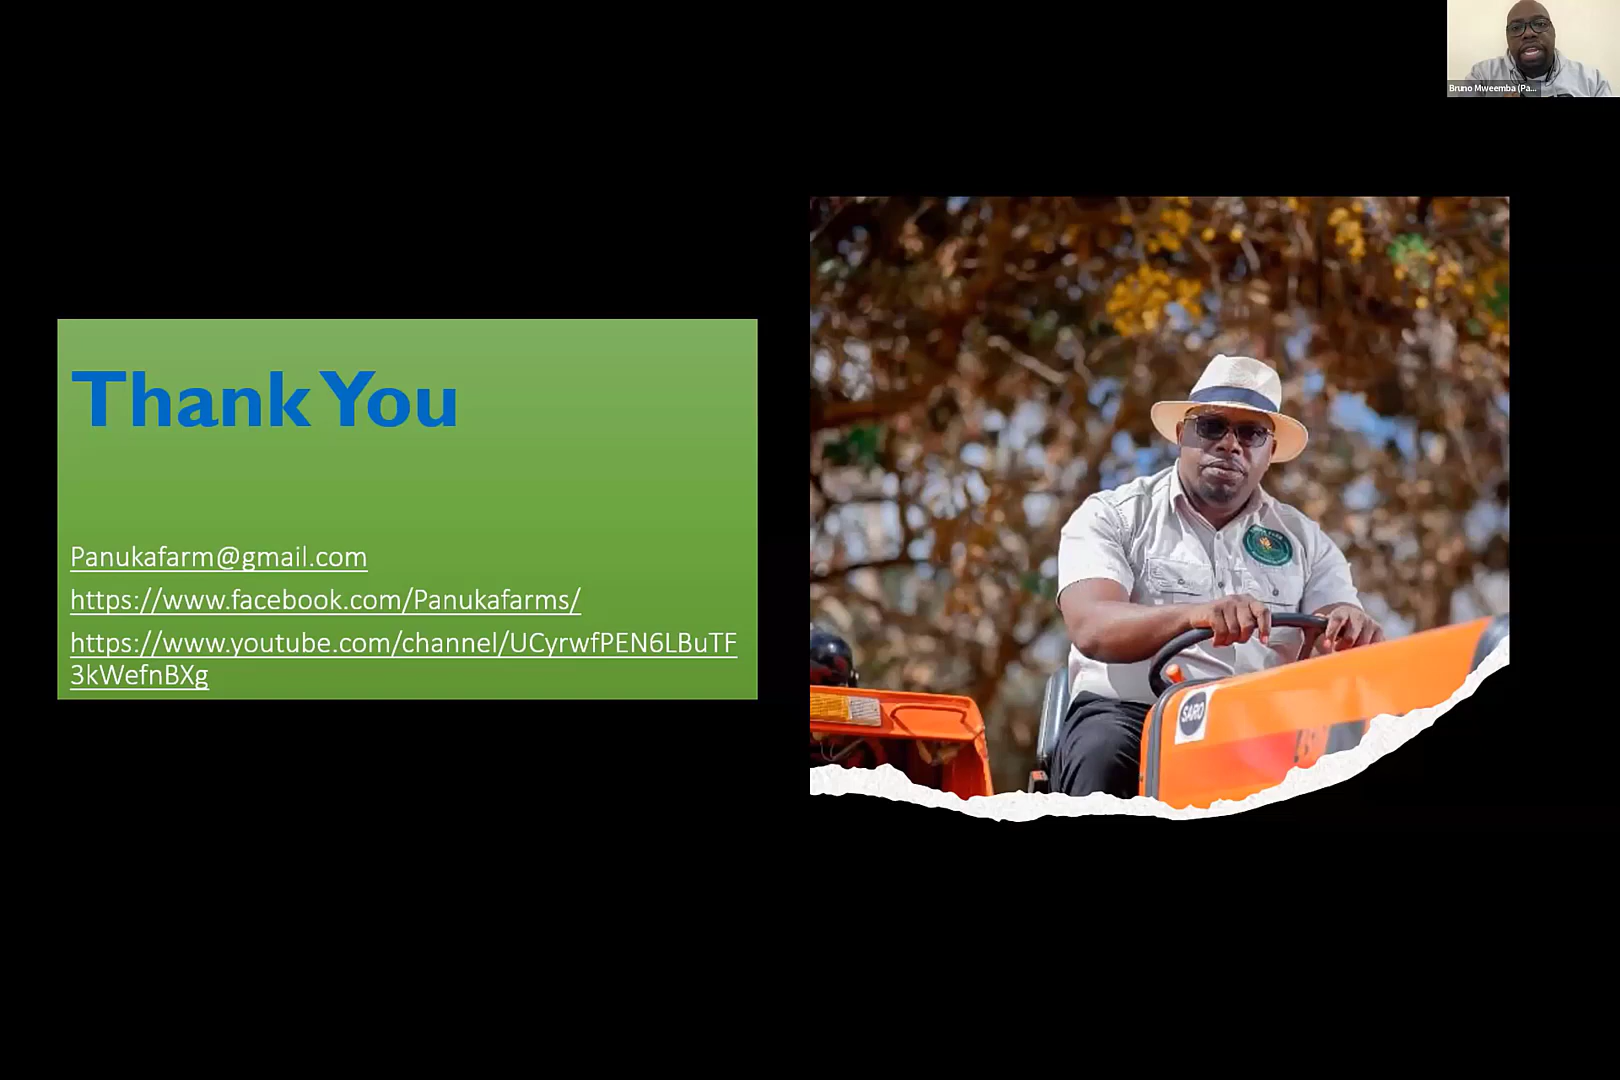 Bruno Mweemba (Pa...
Thank You
Panukafarm@gmail.com
https://www.facebook.com/Panukafarms/
https://www.youtube.com/channel/UCyrwfPEN6LBuTF
3kWefnBXg
SARO